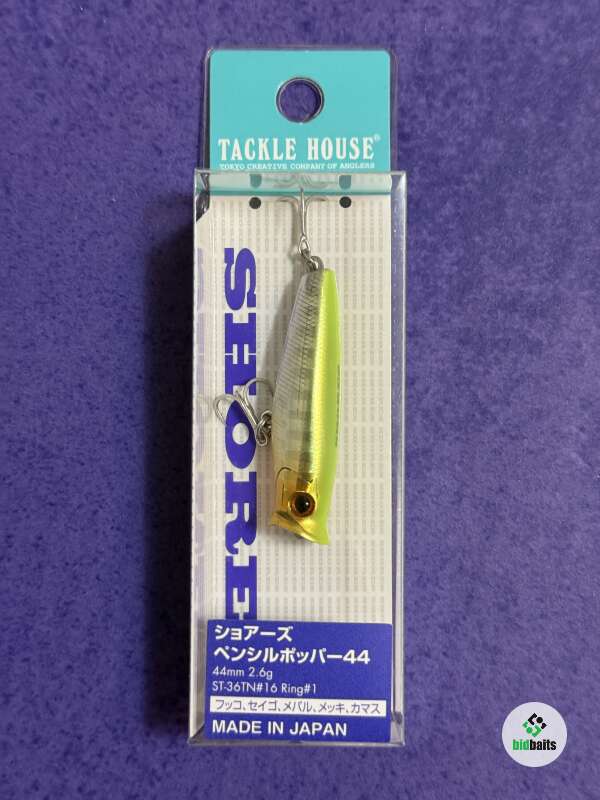 TACKLE HOUSE®
TOKYO CREATIVE COMPANY OF ANGLERS
SHORE
ショアーズ
ペンシルポッパー44
44mm 2.6g
ST-36TN#16 Ring#1
フッコ、セイゴ、メバル、メッキ、カマス
MADE IN JAPAN
bidbaits